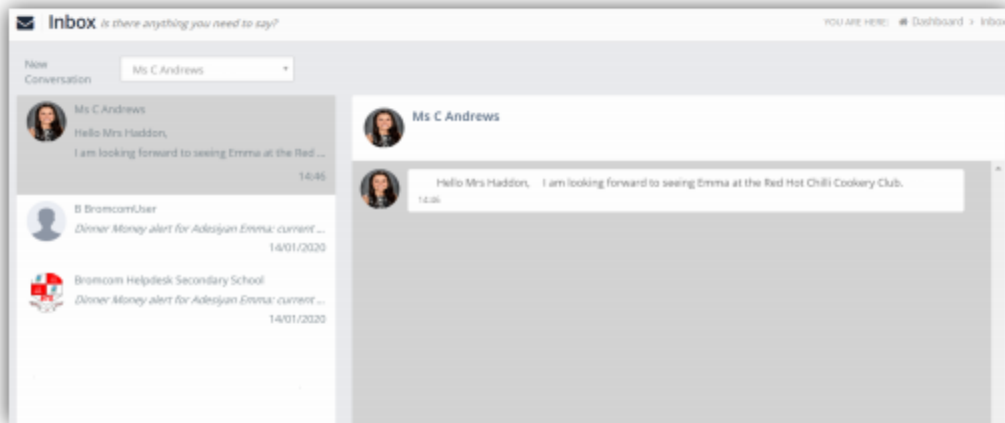 Inbox Is there anything you need to say?
YOU ARE HERE: Dashboard > Inbox
New
Conversation
Ms C Andrews
Ms C Andrews
Hello Mrs Haddon,
I am looking forward to seeing Emma at the Red ...
14:46
B BromcomUser
Dinner Money alert for Adesiyan Emma: current ...
14/01/2020
Bromcom Helpdesk Secondary School
Dinner Money alert for Adesiyan Emma: current ...
14/01/2020
Ms C Andrews
Hello Mrs Haddon, I am looking forward to seeing Emma at the Red Hot Chilli Cookery Club.
14:46